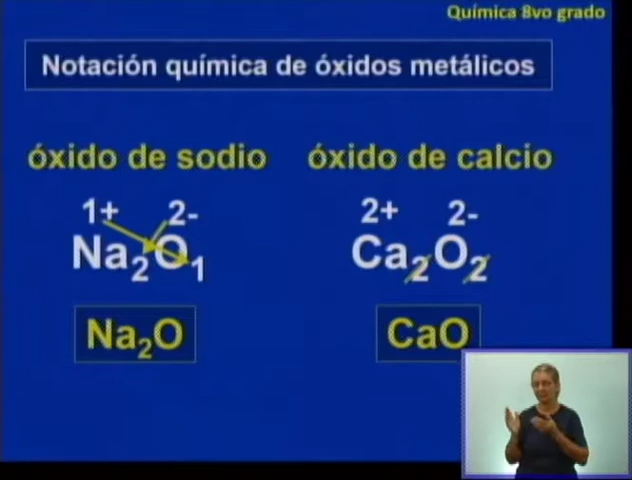 Química 8vo grado
Notación química de óxidos metálicos
óxido de sodio
1+ 2-
Na₂O₁
Na₂O
óxido de calcio
2+ 2-
Ca₂O₂
CaO